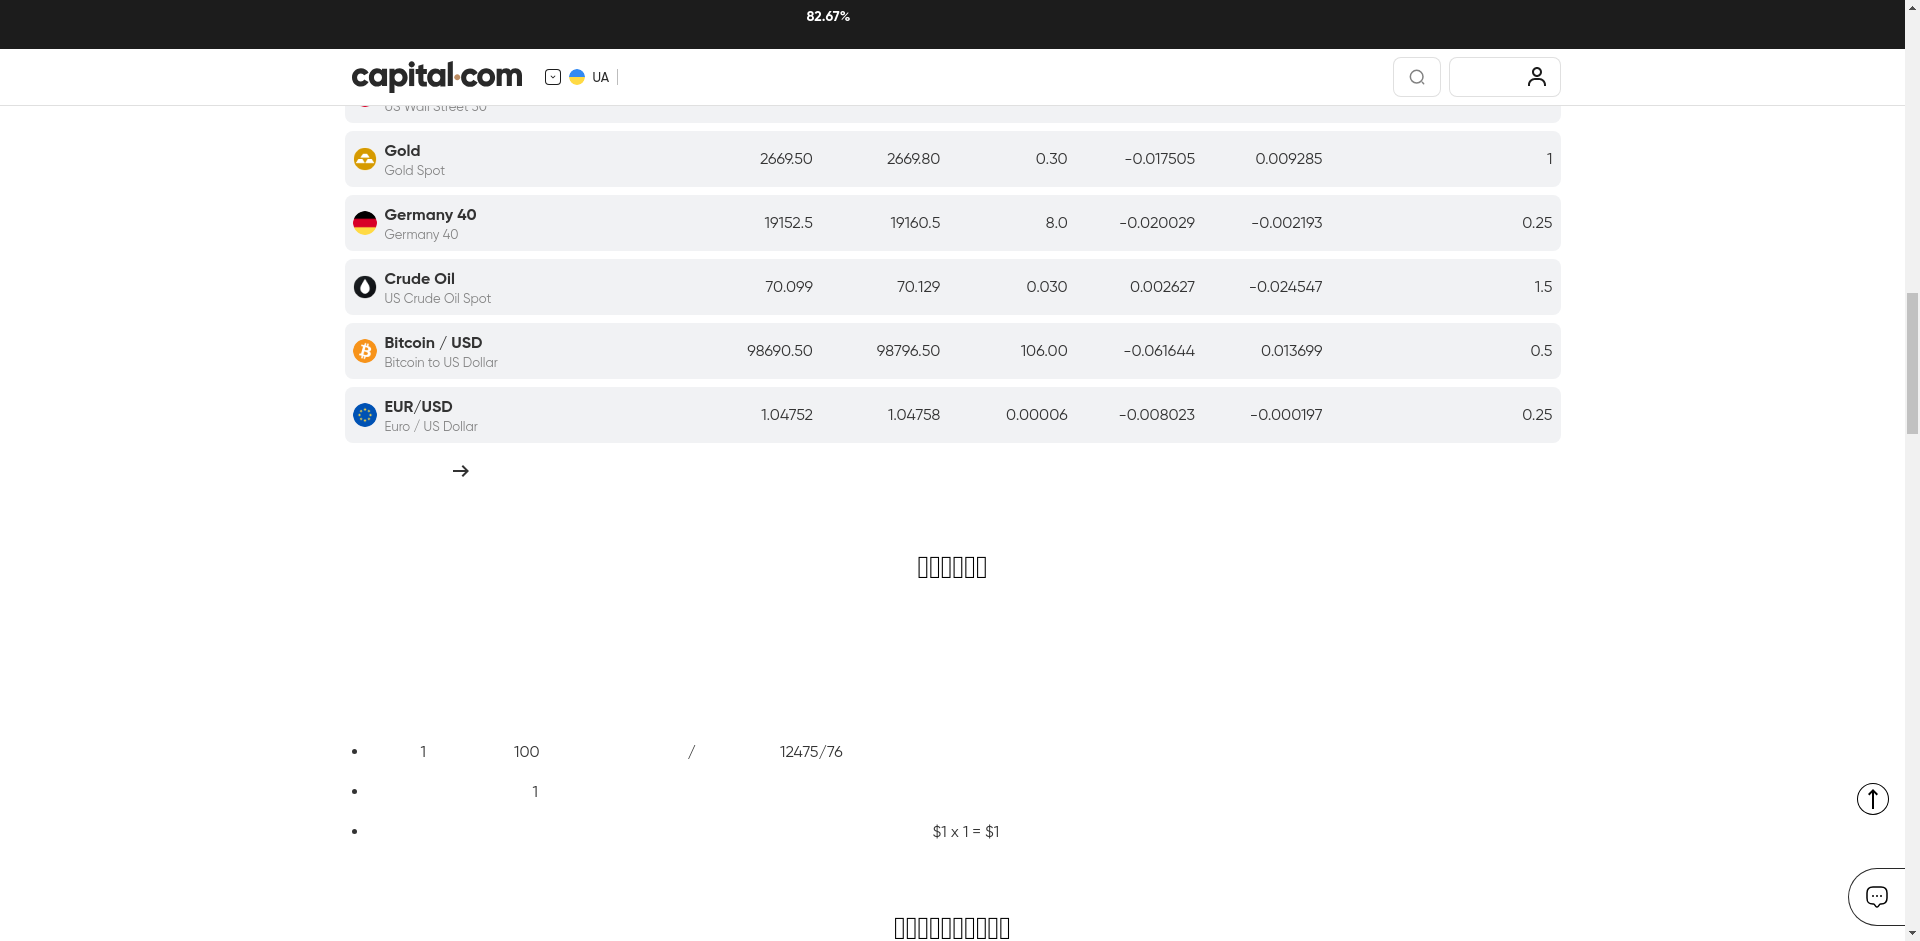 82.67%
capital.com UA
US Wall Street 30
Gold
Gold Spot
2669.50 2669.80 0.30 -0.017505 0.009285 1
Germany 40
Germany 40
19152.5 19160.5 8.0 -0.020029 -0.002193 0.25
Crude Oil
US Crude Oil Spot
70.099 70.129 0.030 0.002627 -0.024547 1.5
Bitcoin / USD
Bitcoin to US Dollar
98690.50 98796.50 106.00 -0.061644 0.013699 0.5
EUR/USD
Euro / US Dollar
1.04752 1.04758 0.00006 -0.008023 -0.000197 0.25
1 100 / 12475/76
1
$1 x 1 = $1